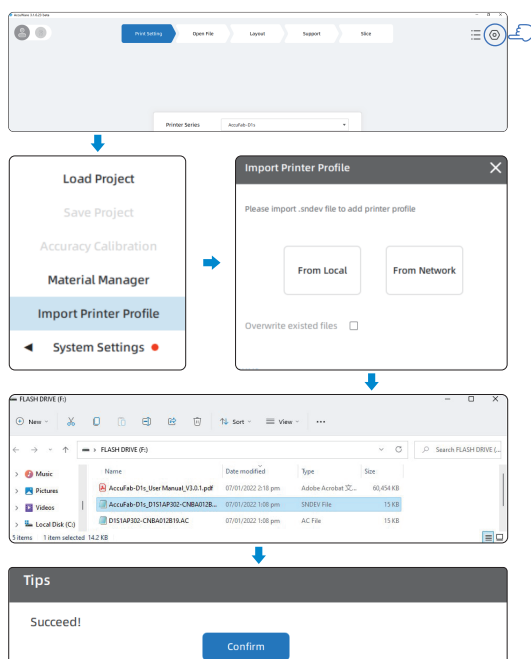 AccuWare 3.1.0.23 beta
Print Setting Open File Layout Support Slice
Printer Series AccuFab-D1s
Load Project
Save Project
Accuracy Calibration
Material Manager
Import Printer Profile
System Settings
Import Printer Profile
Please import .sndev file to add printer profile
From Local From Network
Overwrite existed files
FLASH DRIVE (F:)
New Sort View
FLASH DRIVE (F:) Search FLASH DRIVE (...
Name Date modified Type Size
Music
AccuFab-D1s_User Manual_V3.0.1.pdf 07/01/2022 2:18 pm Adobe Acrobat 文... 60,454 KB
Pictures
AccuFab-D1s_D1S1AP302-CNBA012B... 07/01/2022 1:08 pm SNDEV File 15 KB
Videos
D1S1AP302-CNBA012B19.AC 07/01/2022 1:08 pm AC File 15 KB
Local Disk (C:)
5 items 1 item selected 14.2 KB
Tips
Succeed!
Confirm